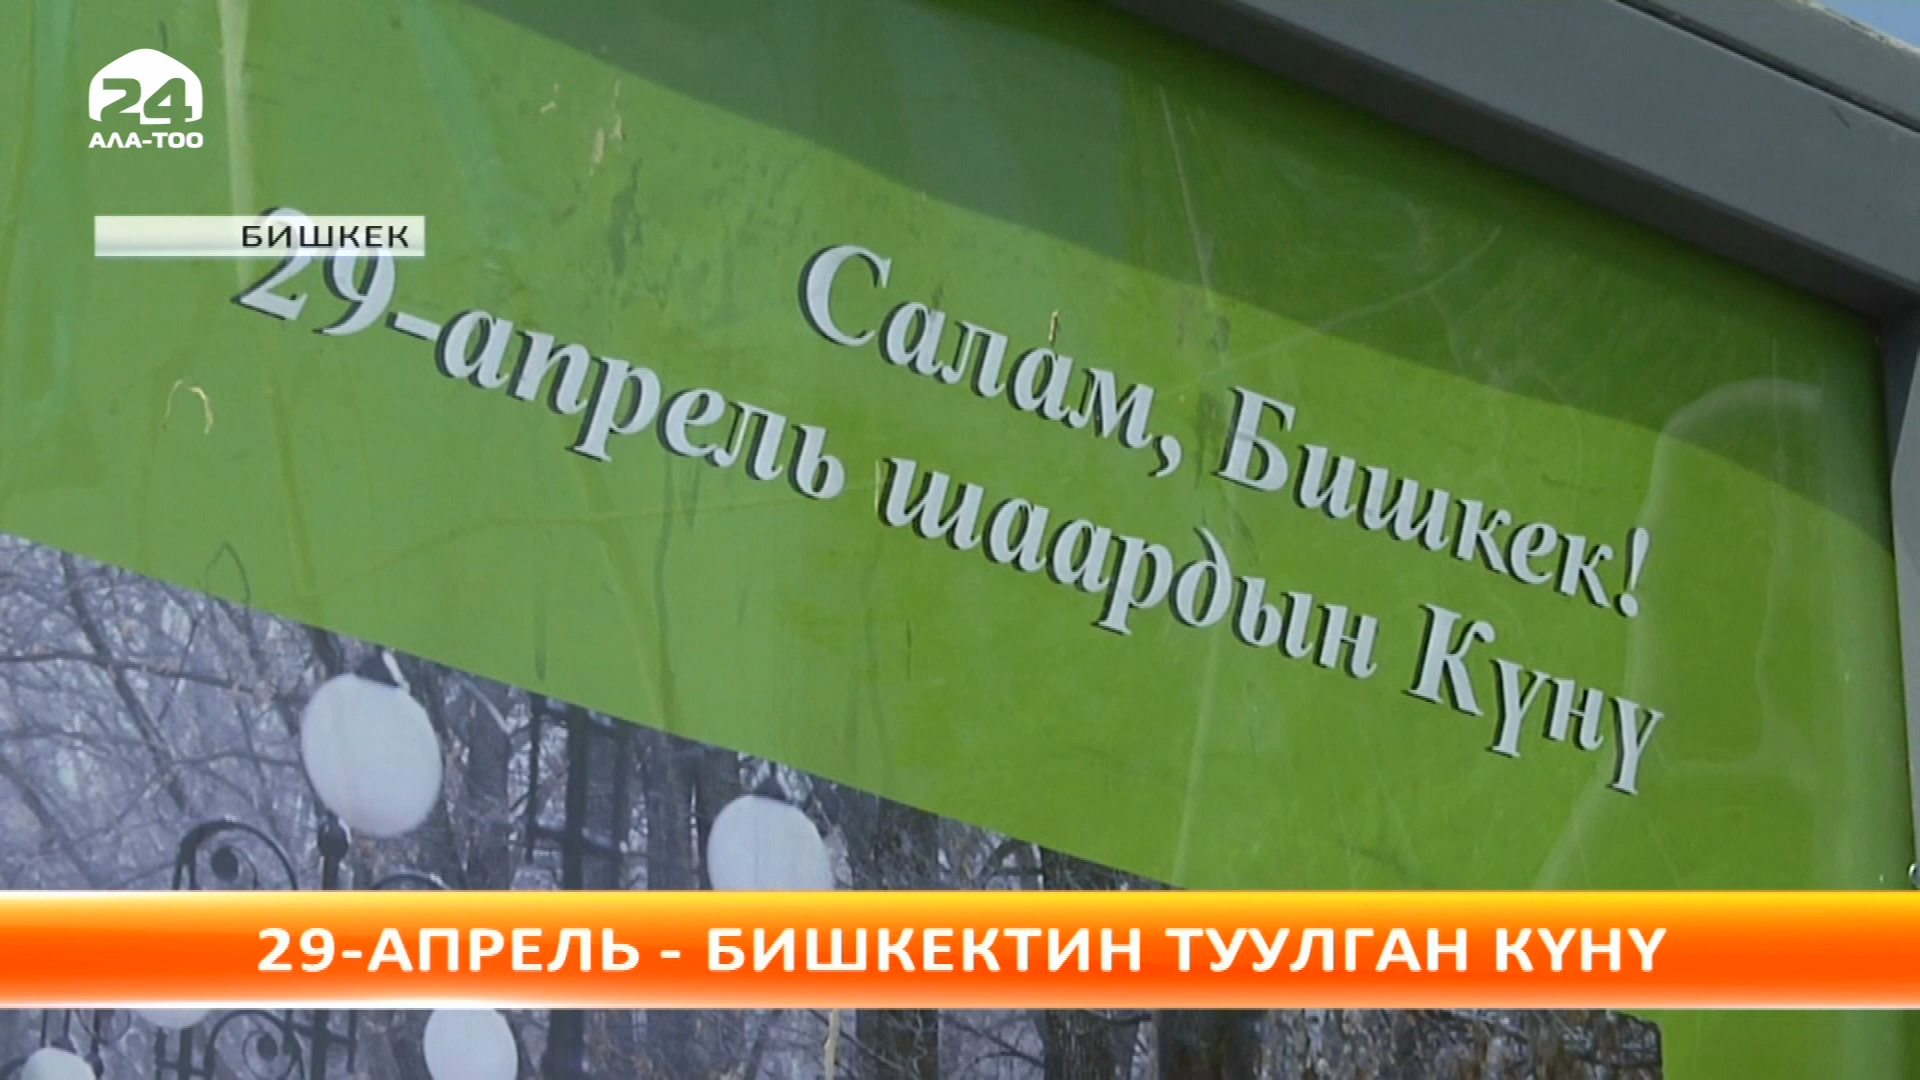 24
АЛА-ТОО
БИШКЕК
Салам, Бишкек!
29-апрель шаардын Күнү
29-АПРЕЛЬ - БИШКЕКТИН ТУУЛГАН КҮНҮ